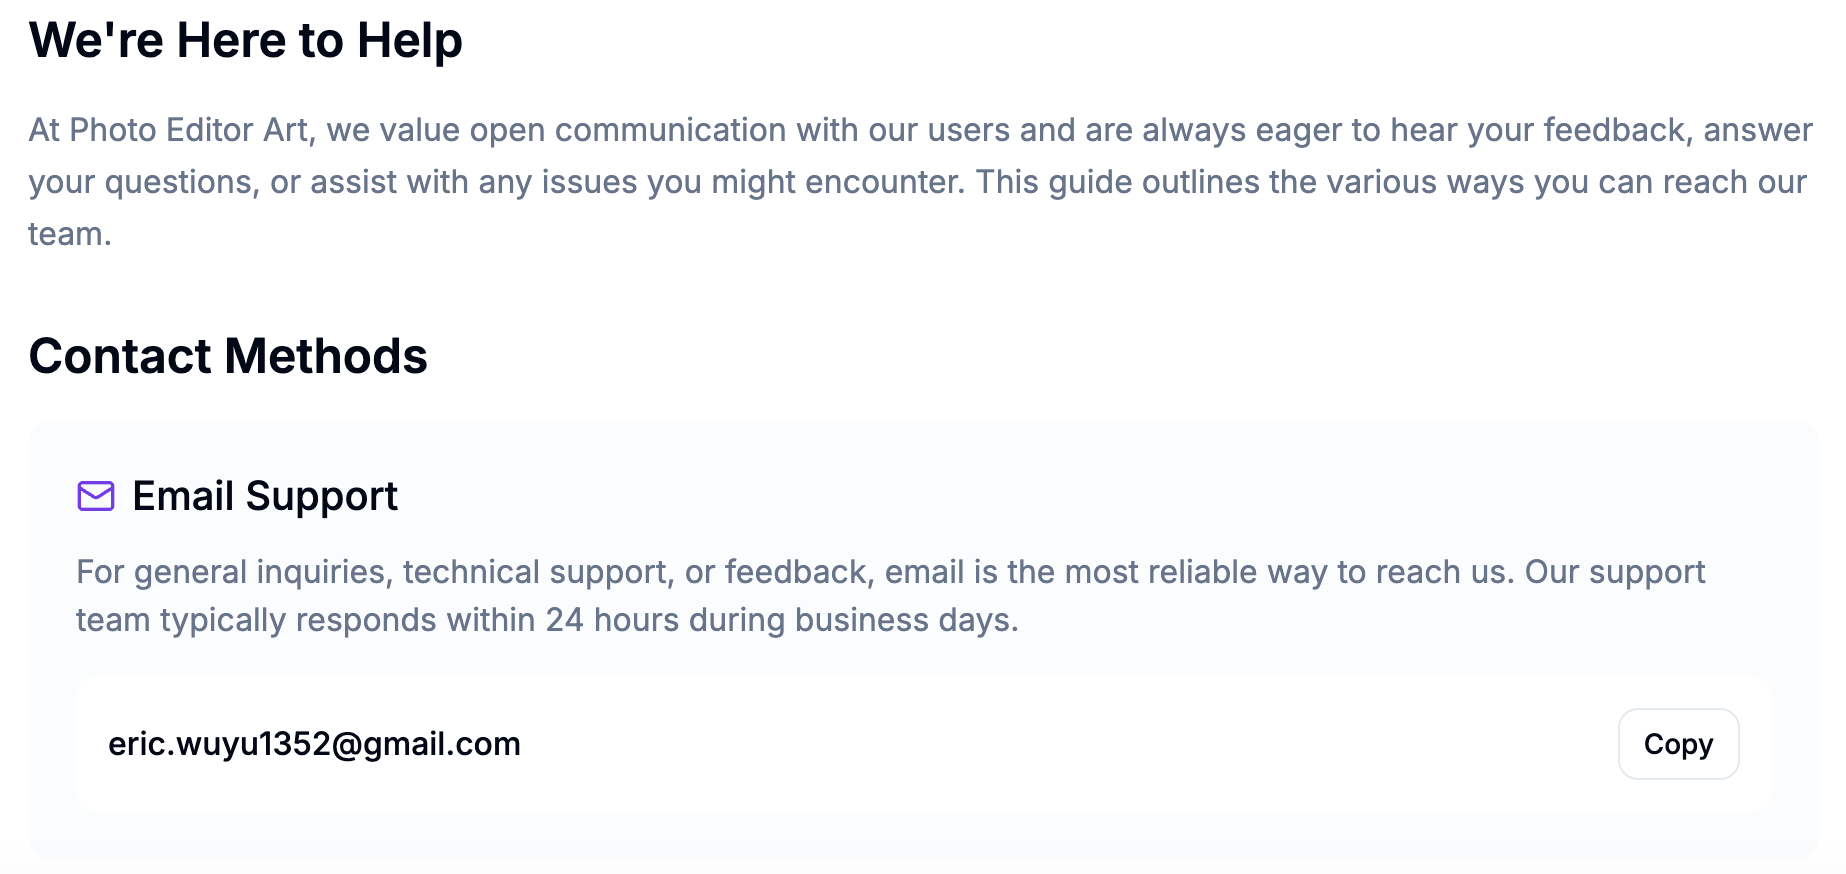 We're Here to Help
At Photo Editor Art, we value open communication with our users and are always eager to hear your feedback, answer
your questions, or assist with any issues you might encounter. This guide outlines the various ways you can reach our
team.
Contact Methods
Email Support
For general inquiries, technical support, or feedback, email is the most reliable way to reach us. Our support
team typically responds within 24 hours during business days.
eric.wuyu1352@gmail.com
Copy